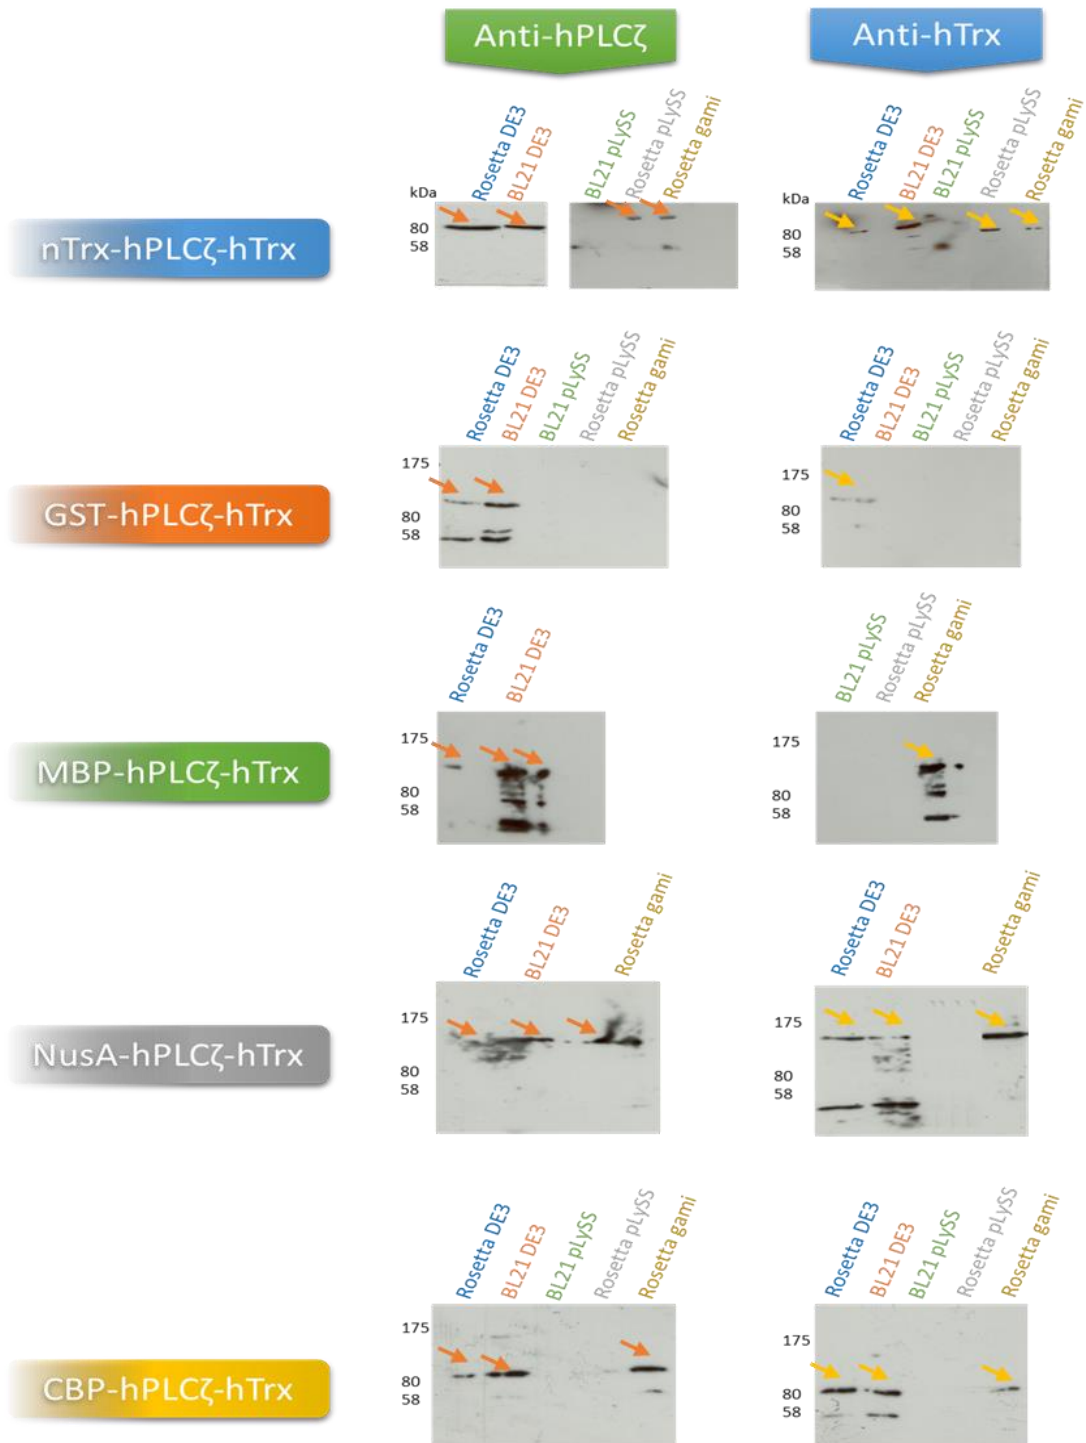 Anti-hPLCζ
Anti-hTrx
Rosetta DE3
BL21 DE3
BL21 pLySS
Rosetta pLySS
Rosetta gami
Rosetta DE3
BL21 DE3
BL21 pLySS
Rosetta pLySS
Rosetta gami
nTrx-hPLCζ-hTrx
kDa
80
58
kDa
80
58
Rosetta DE3
BL21 DE3
BL21 pLySS
Rosetta pLySS
Rosetta gami
Rosetta DE3
BL21 DE3
BL21 pLySS
Rosetta pLySS
Rosetta gami
GST-hPLCζ-hTrx
175
80
58
175
80
58
Rosetta DE3
BL21 DE3
BL21 pLySS
Rosetta pLySS
Rosetta gami
MBP-hPLCζ-hTrx
175
80
58
175
80
58
Rosetta DE3
BL21 DE3
Rosetta gami
Rosetta DE3
BL21 DE3
Rosetta gami
NusA-hPLCζ-hTrx
175
80
58
175
80
58
Rosetta DE3
BL21 DE3
BL21 pLySS
Rosetta pLySS
Rosetta gami
Rosetta DE3
BL21 DE3
BL21 pLySS
Rosetta pLySS
Rosetta gami
CBP-hPLCζ-hTrx
175
80
58
175
80
58